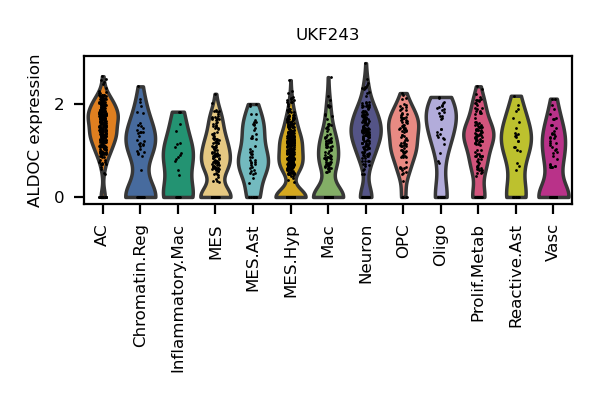 UKF243
ALDOC expression
2
0
AC
Chromatin.Reg
Inflammatory.Mac
MES
MES.Ast
MES.Hyp
Mac
Neuron
OPC
Oligo
Prolif.Metab
Reactive.Ast
Vasc